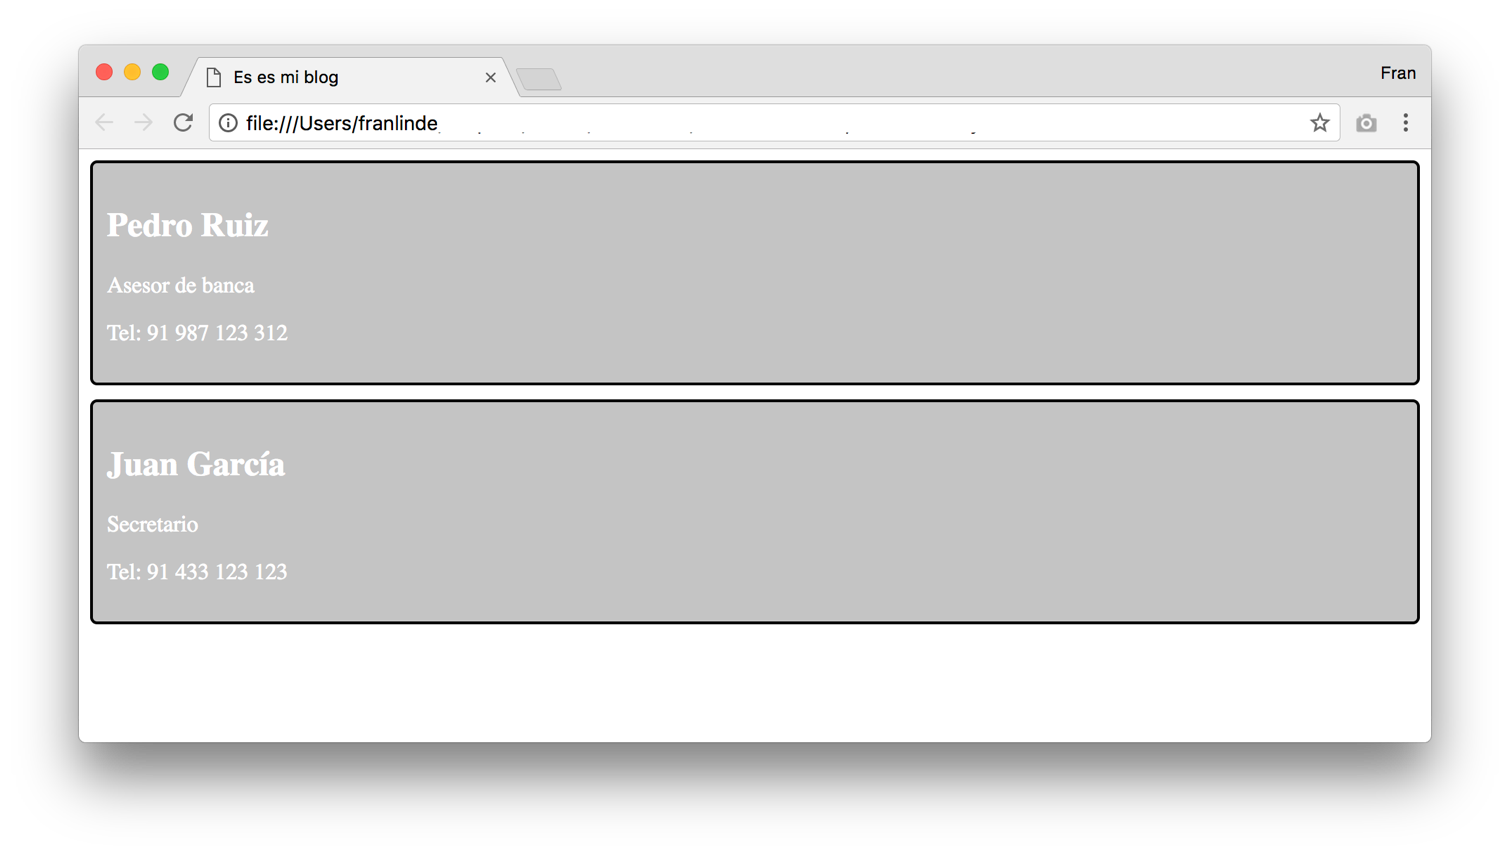 Es es mi blog
Fran
file:///Users/franlinde
Pedro Ruiz
Asesor de banca
Tel: 91 987 123 312
Juan García
Secretario
Tel: 91 433 123 123